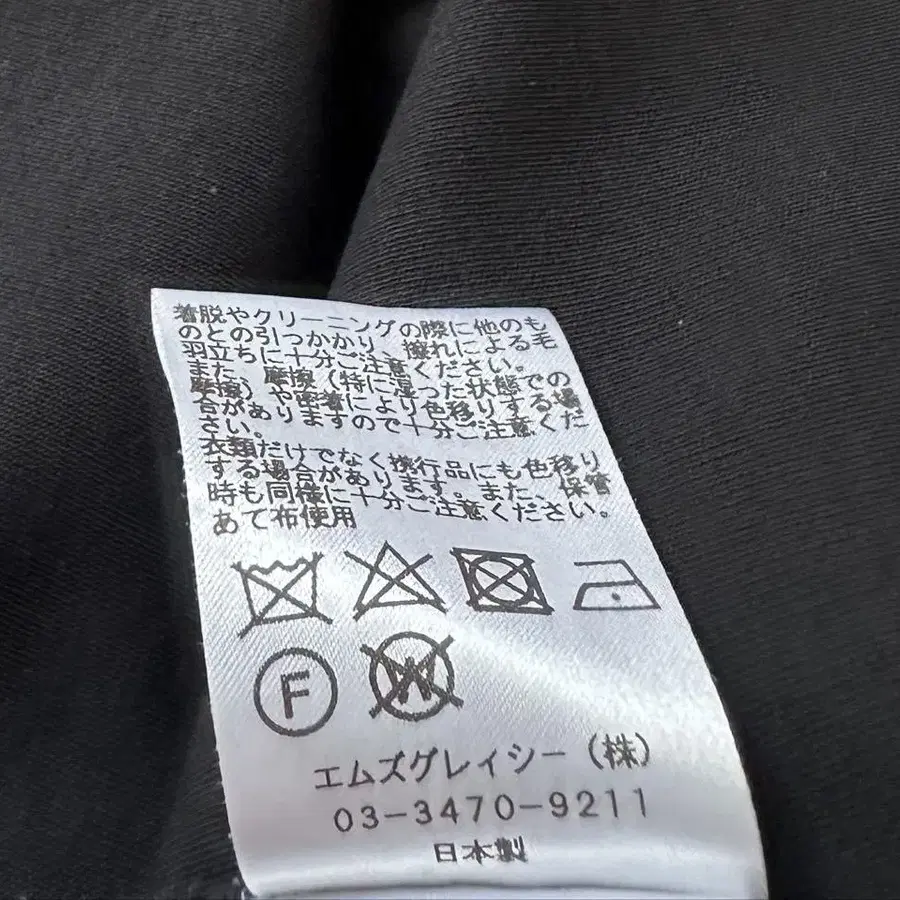 着脱やクリーニングの際に他のも
のとの引つかかり、擦れによる毛
羽立ちに十分ご注意ください。
また、摩擦（特に湿った状態での
摩擦）や密着により色移りする場
合がありますので十分ご注意くだ
さい。
衣類だけでなく携行品にも色移り
する場合があります。また、保管
時も同様に十分ご注意ください。
あて布使用
F
W
エムズグレイシー（株）
03-3470-9211
日本製